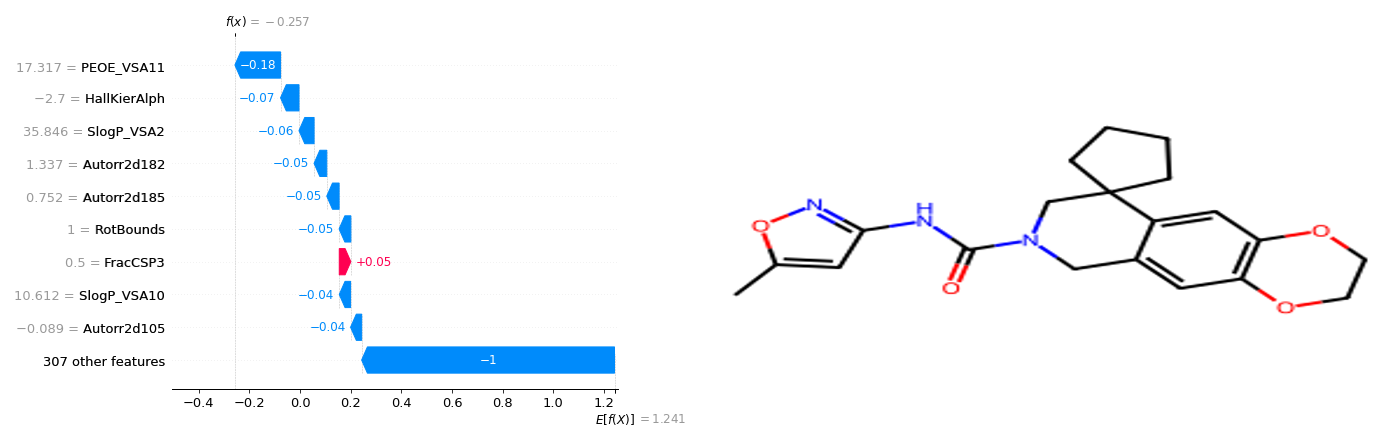 f(x) = −0.257
17.317 = PEOE_VSA11
−0.18
−2.7 = HallKierAlph
−0.07
35.846 = SlogP_VSA2
−0.06
1.337 = Autorr2d182
−0.05
0.752 = Autorr2d185
−0.05
1 = RotBounds
−0.05
0.5 = FracCSP3
+0.05
10.612 = SlogP_VSA10
−0.04
−0.089 = Autorr2d105
−0.04
307 other features
−1
−0.4 −0.2 0.0 0.2 0.4 0.6 0.8 1.0 1.2
E[f(X)] = 1.241
O N H N O N O O